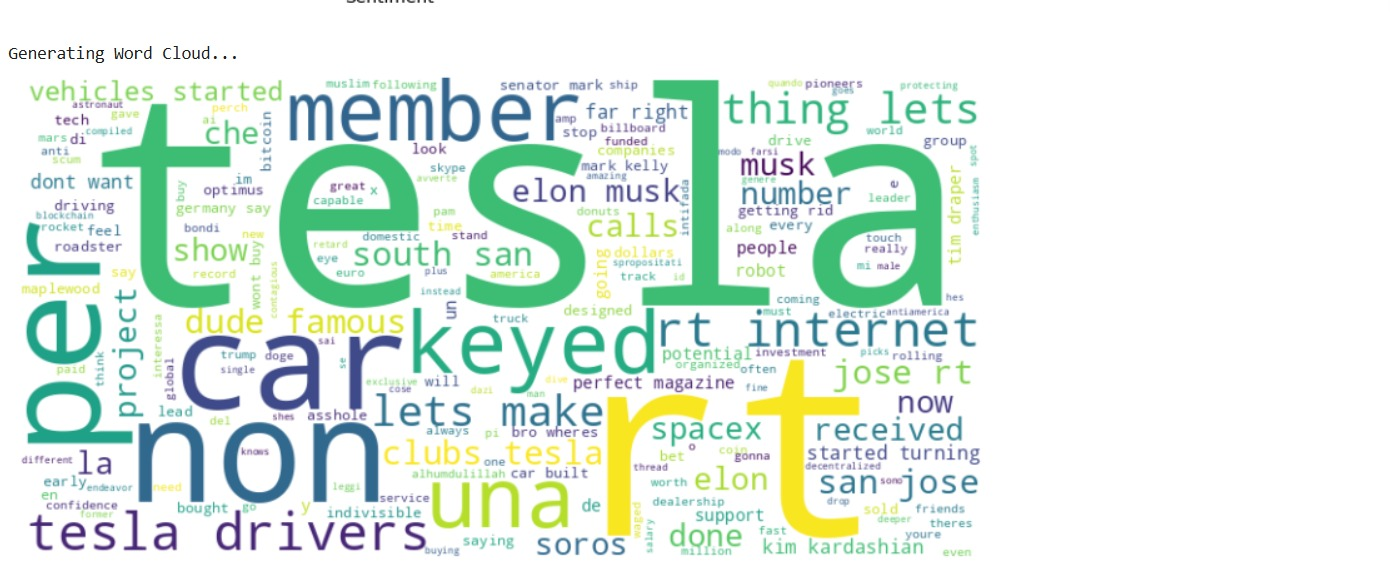 Sentiment
Generating Word Cloud...
vehicles started
muslim
following
senator mark
ship
quando
pioneers
goes
protecting
astronaut
tech
gave
perch
ai
che
bitcoin
member
amp
far right
stop
billboard
funded
companies
thing lets
world
group
drive
mars
di
compiled
anti
scum
tesla
look
skype
avverte
mark kelly
amazing
modo
farsi
musk
genere
spot
dont want
im
optimus
buy
great
x
capable
elon musk
intifada
number
e
leader
tim draper
enthusiasm
driving
blockchain
rocket
feel
roadster
germany say
bondi
new
show
record
wont buy
contagious
pam
time
domestic
stand
retard
eye
south san
euro
plus
america
donuts
calls
dollars
going
spropositati
track
id
getting rid
along
every
people
robot
touch
really
mi
male
per
say
maplewood
project
interessa
instead
un
designed
coming
must
electric
antiamerica
hes
dude famous
sai
truck
car
keyed
rt internet
trump
doge
single
se
global
think
paid
potential
investment
organized
often
picks
rolling
jose rt
exclusive
will
cose
dazi
dive
man
perfect magazine
fine
lead
del
shes
asshole
lets make
rt
now
non
always
pi
bro wheres
spacex
o
coin
bet
gonna
received
started turning
different
la
knows
clubs tesla
one
alhumdulillah
car built
thread
decentralized
early
endeavor
en
need
leggi
service
worth
elon
san jose
sono
confidence
former
bought
go
y
indivisible
una
de
waged
salary
dealership
support
drop
sold
deeper
friends
theres
tesla drivers
buying
saying
soros
done
million
fast
youre
kim kardashian
even